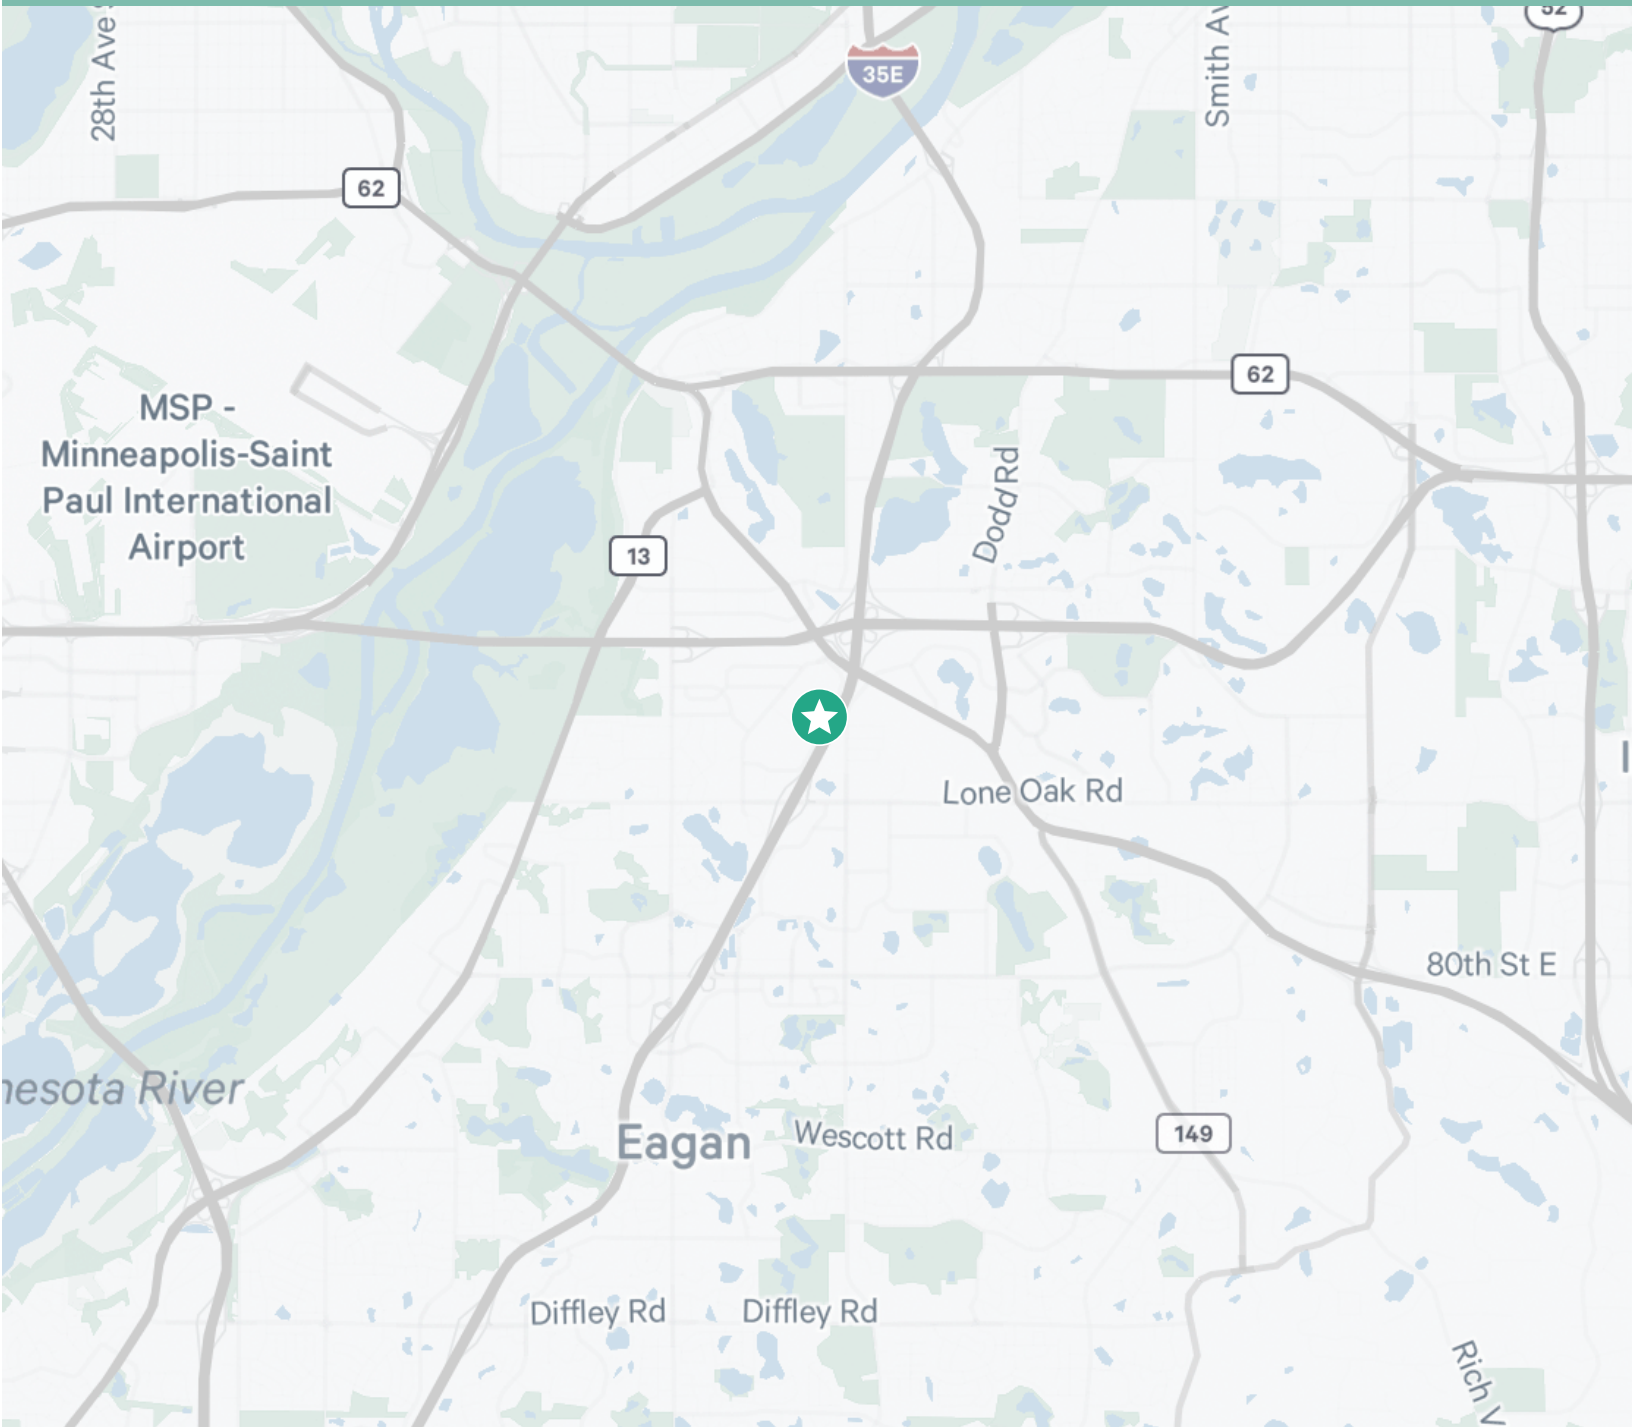 28th Ave S
35E
Smith Av
52
62
62
MSP -
Minneapolis-Saint
Paul International
Airport
Dodd Rd
13
Lone Oak Rd
80th St E
nesota River
Eagan
Wescott Rd
149
Diffley Rd
Diffley Rd
Rich V